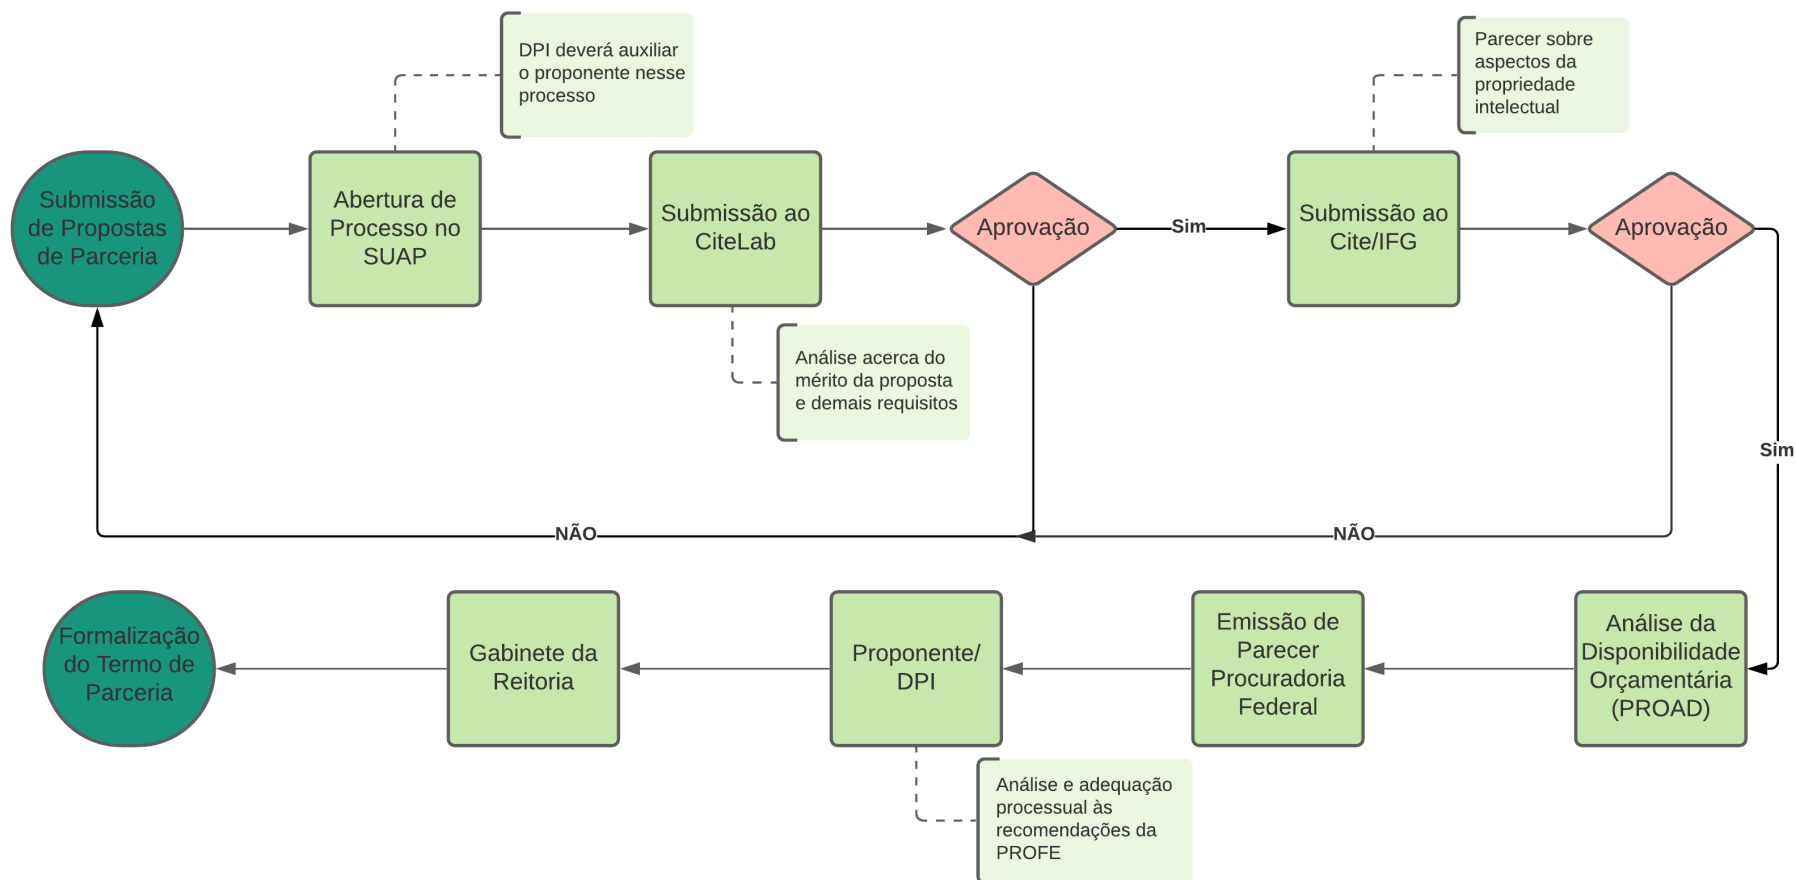 DPI deverá auxiliar
o proponente nesse
processo
Parecer sobre
aspectos da
propriedade
intelectual
Submissão
de Propostas
de Parceria
Abertura de
Processo no
SUAP
Submissão ao
CiteLab
Aprovação
Sim
Submissão ao
Cite/IFG
Aprovação
Análise acerca do
mérito da proposta
e demais requisitos
Sim
NÃO
NÃO
Formalização
do Termo de
Parceria
Gabinete da
Reitoria
Proponente/
DPI
Emissão de
Parecer
Procuradoria
Federal
Análise da
Disponibilidade
Orçamentária
(PROAD)
Análise e adequação
processual às
recomendações da
PROFE